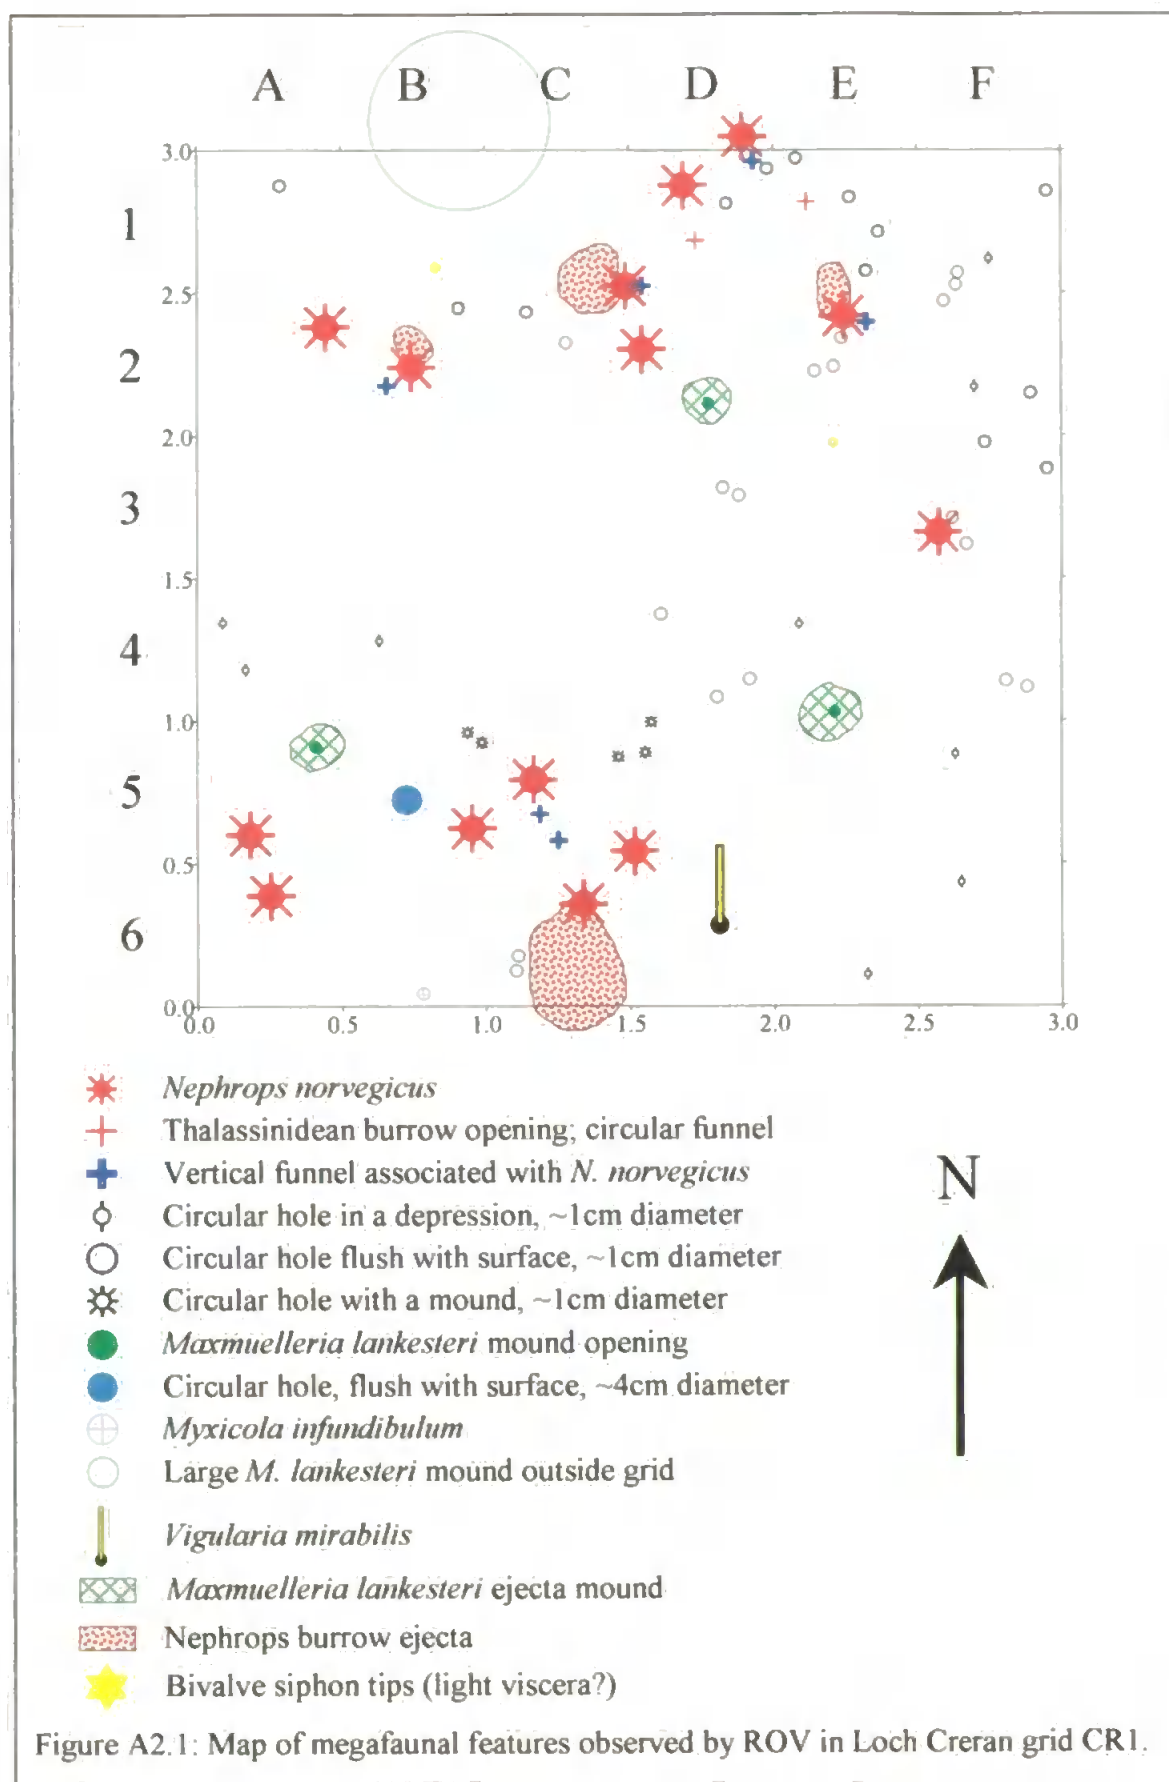 A B C D E F
3.0
1
2.5
2
2.0
3
1.5
4
1.0
5
0.5
6
0.0
0.0 0.5 1.0 1.5 2.0 2.5 3.0
Nephrops norvegicus
Thalassinidean burrow opening; circular funnel
Vertical funnel associated with N. norvegicus
Circular hole in a depression, ~1cm diameter
Circular hole flush with surface, ~1cm diameter
Circular hole with a mound, ~1cm diameter
Maxmuelleria lankesteri mound opening
Circular hole, flush with surface, ~4cm diameter
Myxicola infundibulum
Large M. lankesteri mound outside grid
Vigularia mirabilis
Maxmuelleria lankesteri ejecta mound
Nephrops burrow ejecta
Bivalve siphon tips (light viscera?)
N
Figure A2.1: Map of megafaunal features observed by ROV in Loch Creran grid CR1.